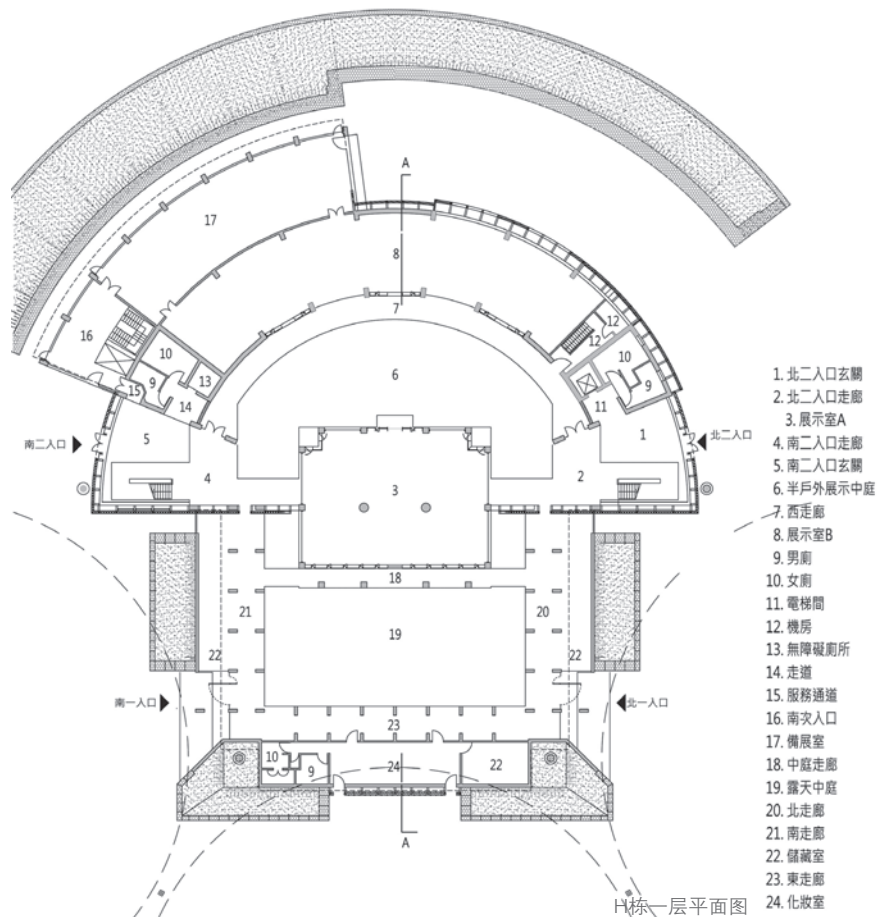 A
17
8
7
16
12
12
10
10
9
9
13
15
14
6
11
南二入口
5
1
北二入口
4
3
2
18
21
20
19
22
22
南一入口
北一入口
23
10
9
24
22
A
1. 北二入口玄關
2. 北二入口走廊
3. 展示室A
4. 南二入口走廊
5. 南二入口玄關
6. 半戶外展示中庭
7. 西走廊
8. 展示室B
9. 男廁
10. 女廁
11. 電梯間
12. 機房
13. 無障礙廁所
14. 走道
15. 服務通道
16. 南次入口
17. 備展室
18. 中庭走廊
19. 露天中庭
20. 北走廊
21. 南走廊
22. 儲藏室
23. 東走廊
24. 化妝室
H栋一层平面图